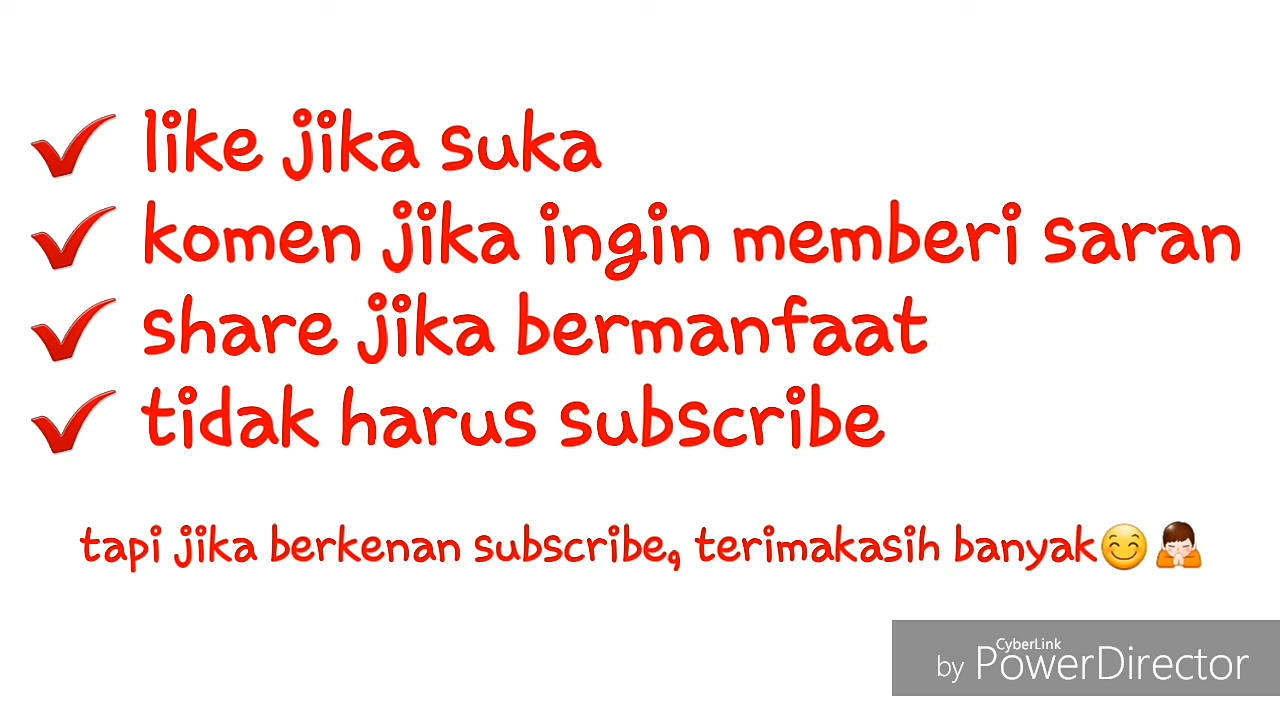 ✔ like jika suka
✔ komen jika ingin memberi saran
✔ share jika bermanfaat
✔ tidak harus subscribe
tapi jika berkenan subscribe, terimakasih banyak😊🙏
CyberLink
by PowerDirector